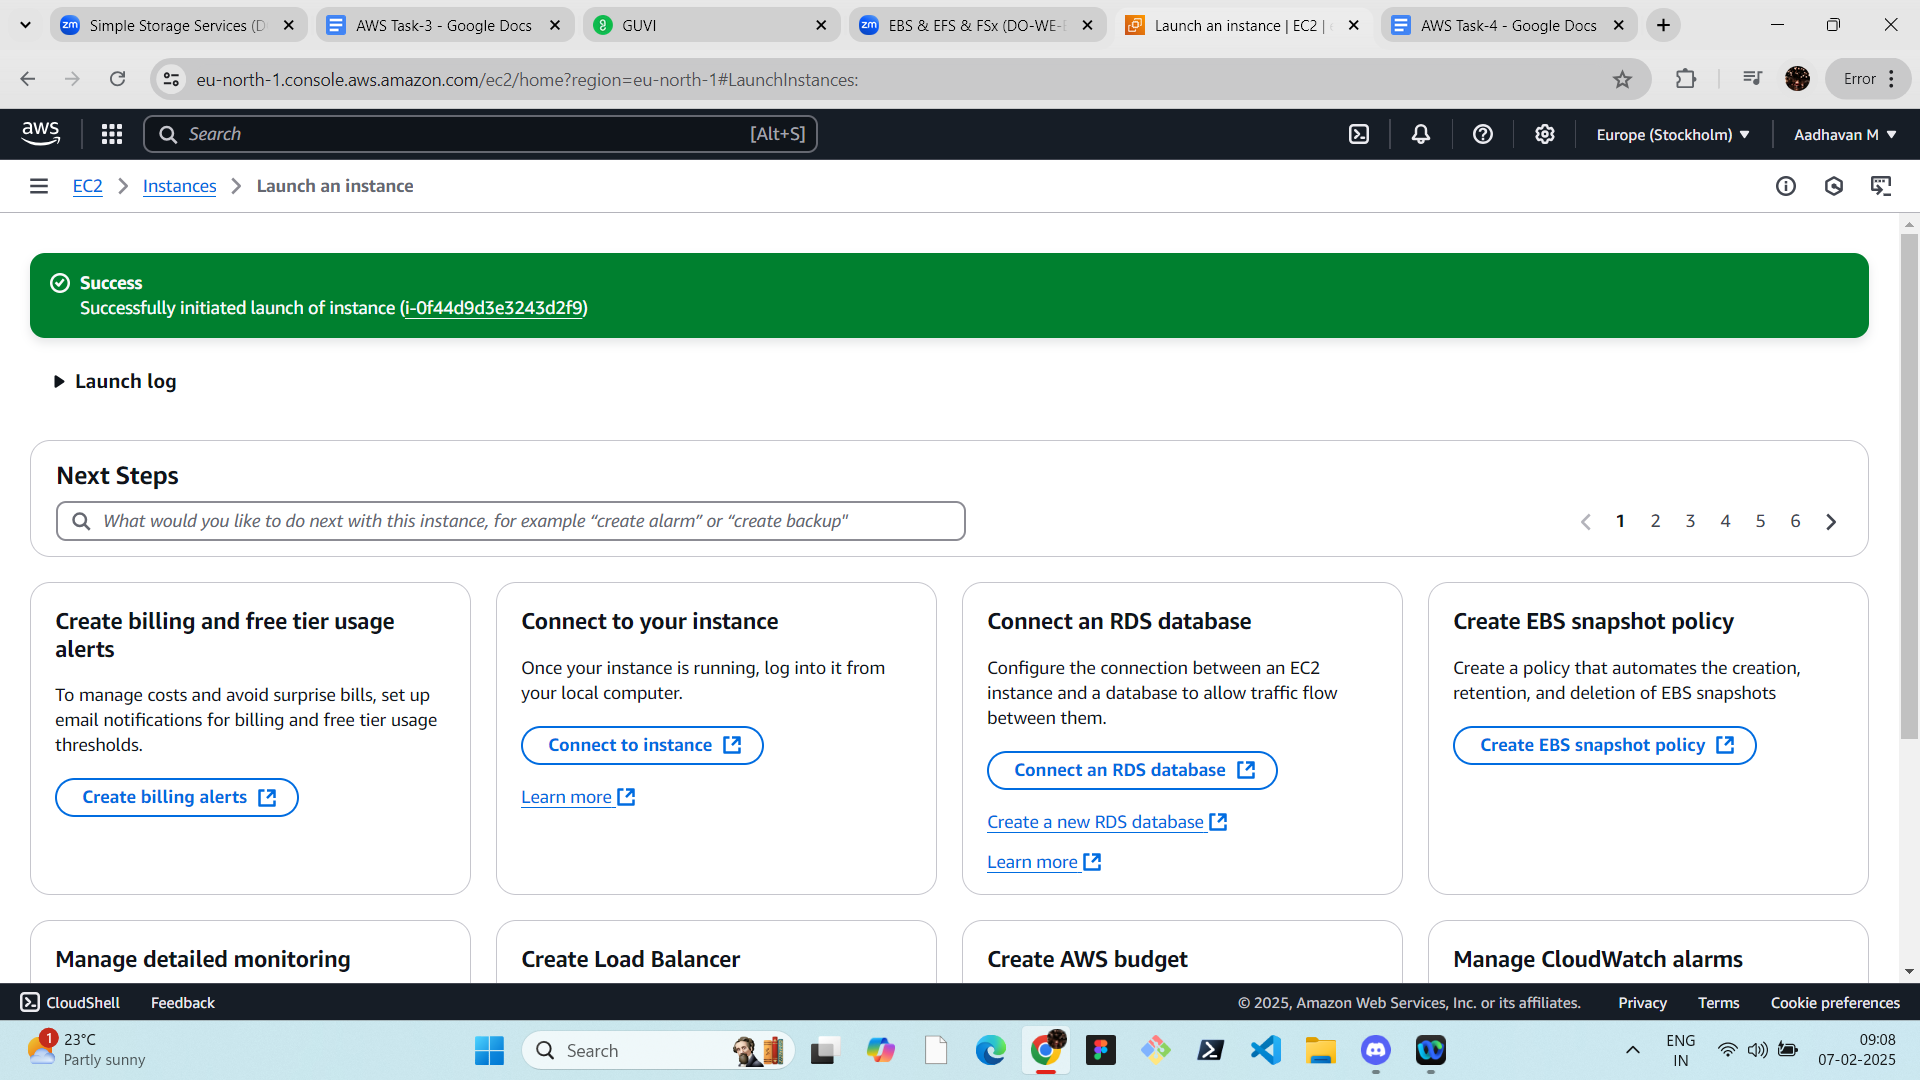 Simple Storage Services (D
AWS Task-3 - Google Docs
GUVI
EBS & EFS & FSx (DO-WE-
Launch an instance | EC2 |
AWS Task-4 - Google Docs
eu-north-1.console.aws.amazon.com/ec2/home?region=eu-north-1#LaunchInstances:
Error
aws
Search
[Alt+S]
Europe (Stockholm)
Aadhavan M
EC2
Instances
Launch an instance
Success
Successfully initiated launch of instance (i-0f44d9d3e3243d2f9)
Launch log
Next Steps
What would you like to do next with this instance, for example “create alarm” or “create backup"
1 2 3 4 5 6
Create billing and free tier usage
alerts
To manage costs and avoid surprise bills, set up
email notifications for billing and free tier usage
thresholds.
Create billing alerts
Connect to your instance
Once your instance is running, log into it from
your local computer.
Connect to instance
Learn more
Connect an RDS database
Configure the connection between an EC2
instance and a database to allow traffic flow
between them.
Connect an RDS database
Create a new RDS database
Learn more
Create EBS snapshot policy
Create a policy that automates the creation,
retention, and deletion of EBS snapshots
Create EBS snapshot policy
Manage detailed monitoring
Create Load Balancer
Create AWS budget
Manage CloudWatch alarms
CloudShell
Feedback
© 2025, Amazon Web Services, Inc. or its affiliates.
Privacy
Terms
Cookie preferences
1
23°C
Partly sunny
Search
ENG
IN
09:08
07-02-2025